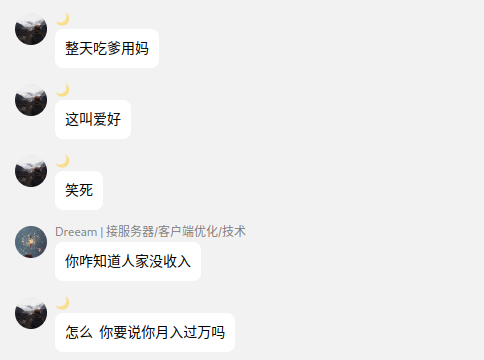 🌙
整天吃爹用妈
🌙
这叫爱好
🌙
笑死
Dreeam | 接服务器/客户端优化/技术
你咋知道人家没收入
🌙
怎么 你要说你月入过万吗